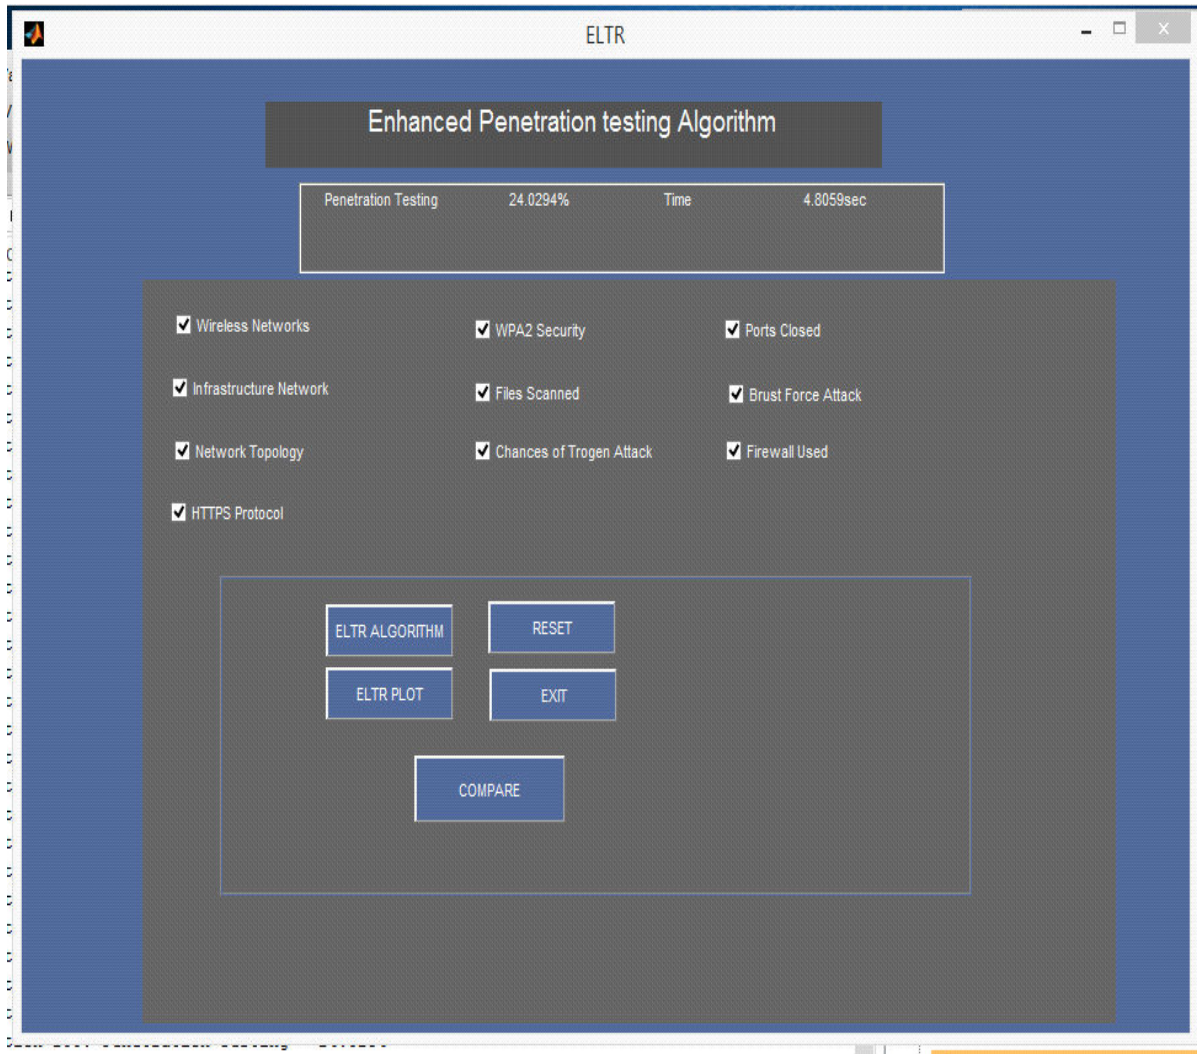 ELTR
Enhanced Penetration testing Algorithm
Penetration Testing 24.0294% Time 4.8059sec
Wireless Networks WPA2 Security Ports Closed
Infrastructure Network Files Scanned Brust Force Attack
Network Topology Chances of Trogen Attack Firewall Used
HTTPS Protocol
ELTR ALGORITHM RESET
ELTR PLOT EXIT
COMPARE